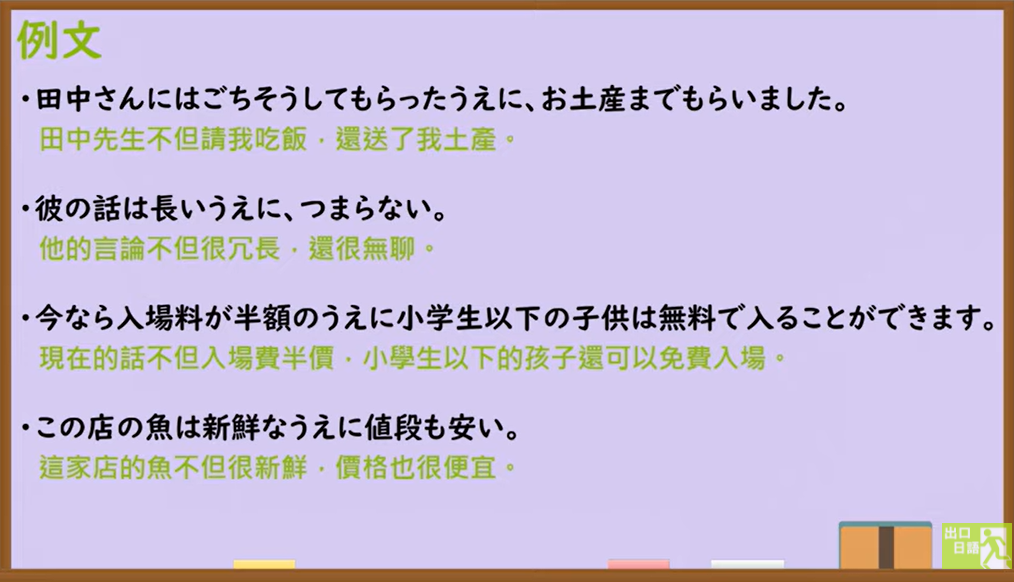 例文
・田中さんにはごちそうしてもらったうえに、お土産までもらいました。
田中先生不但請我吃飯，還送了我土產。
・彼の話は長いうえに、つまらない。
他的言論不但很冗長，還很無聊。
・今なら入場料が半額のうえに小学生以下の子供は無料で入ることができます。
現在的話不但入場費半價，小學生以下的孩子還可以免費入場。
・この店の魚は新鮮なうえに値段も安い。
這家店的魚不但很新鮮，價格也很便宜。
出口
日語